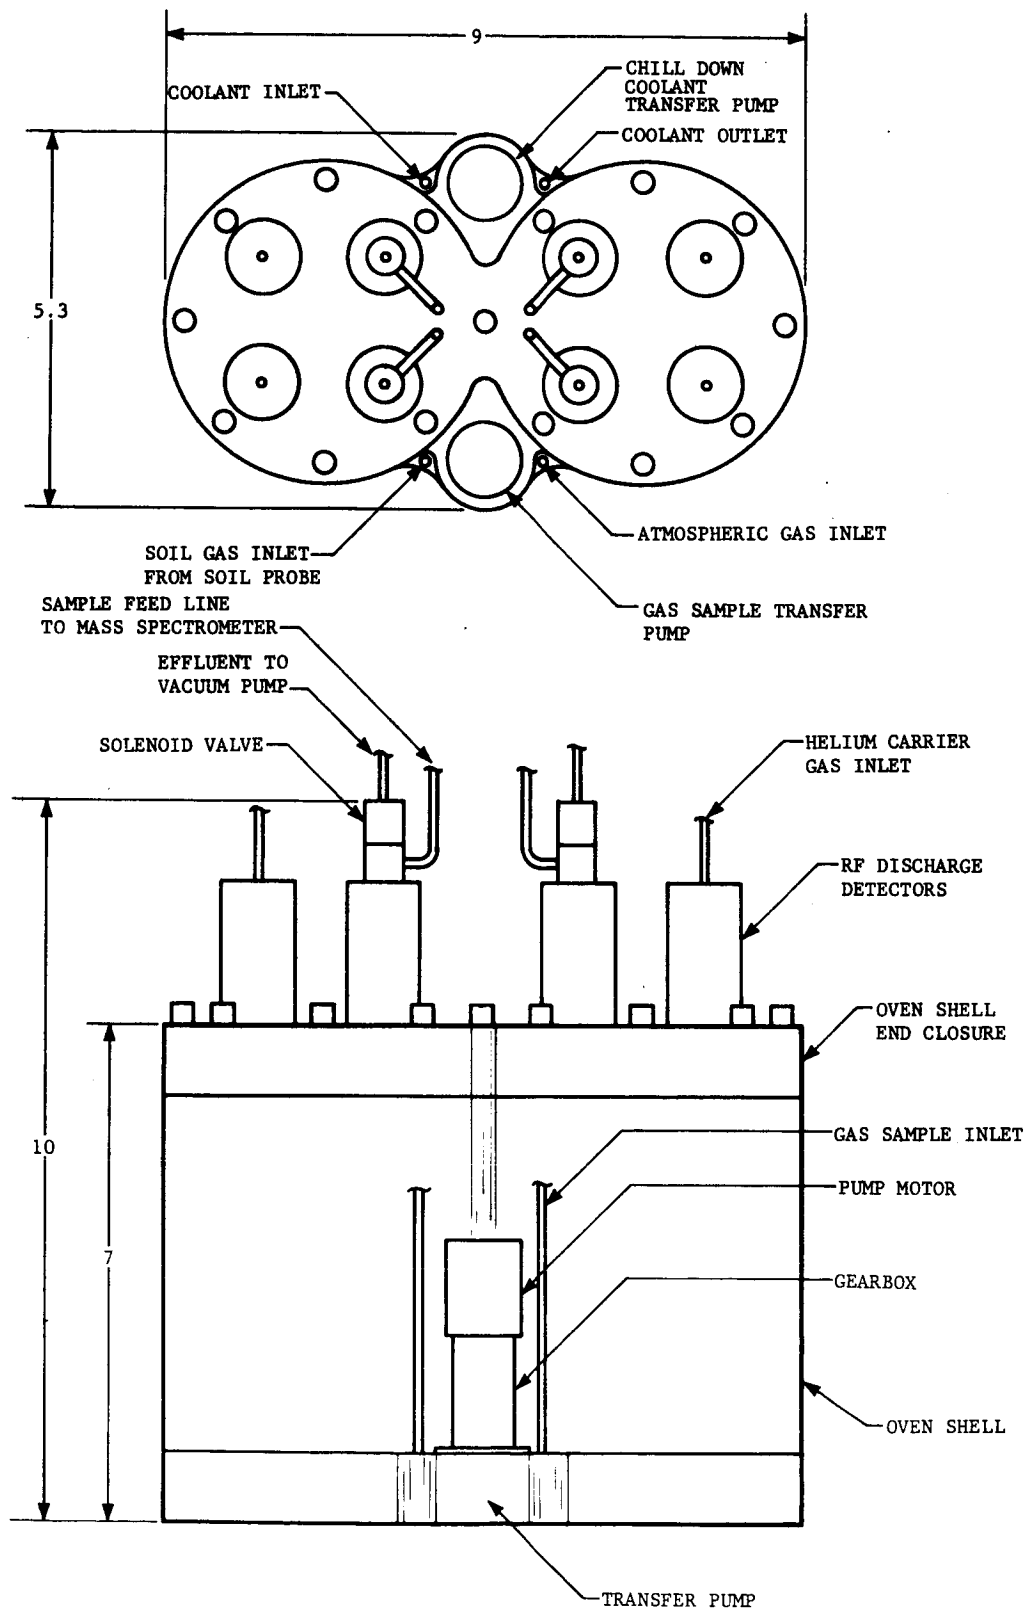 9
COOLANT INLET
CHILL DOWN
COOLANT
TRANSFER PUMP
COOLANT OUTLET
5.3
ATMOSPHERIC GAS INLET
SOIL GAS INLET
FROM SOIL PROBE
GAS SAMPLE TRANSFER
PUMP
SAMPLE FEED LINE
TO MASS SPECTROMETER
EFFLUENT TO
VACUUM PUMP
SOLENOID VALVE
HELIUM CARRIER
GAS INLET
RF DISCHARGE
DETECTORS
OVEN SHELL
END CLOSURE
10
GAS SAMPLE INLET
PUMP MOTOR
7
GEARBOX
OVEN SHELL
TRANSFER PUMP